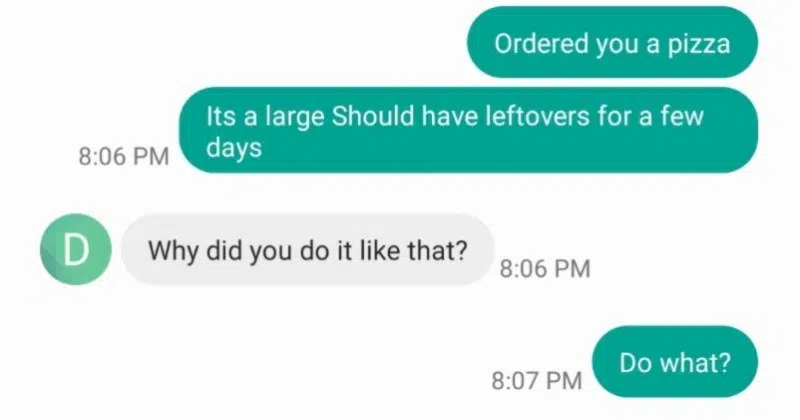 Ordered you a pizza
Its a large Should have leftovers for a few
days
8:06 PM
D
Why did you do it like that?
8:06 PM
Do what?
8:07 PM